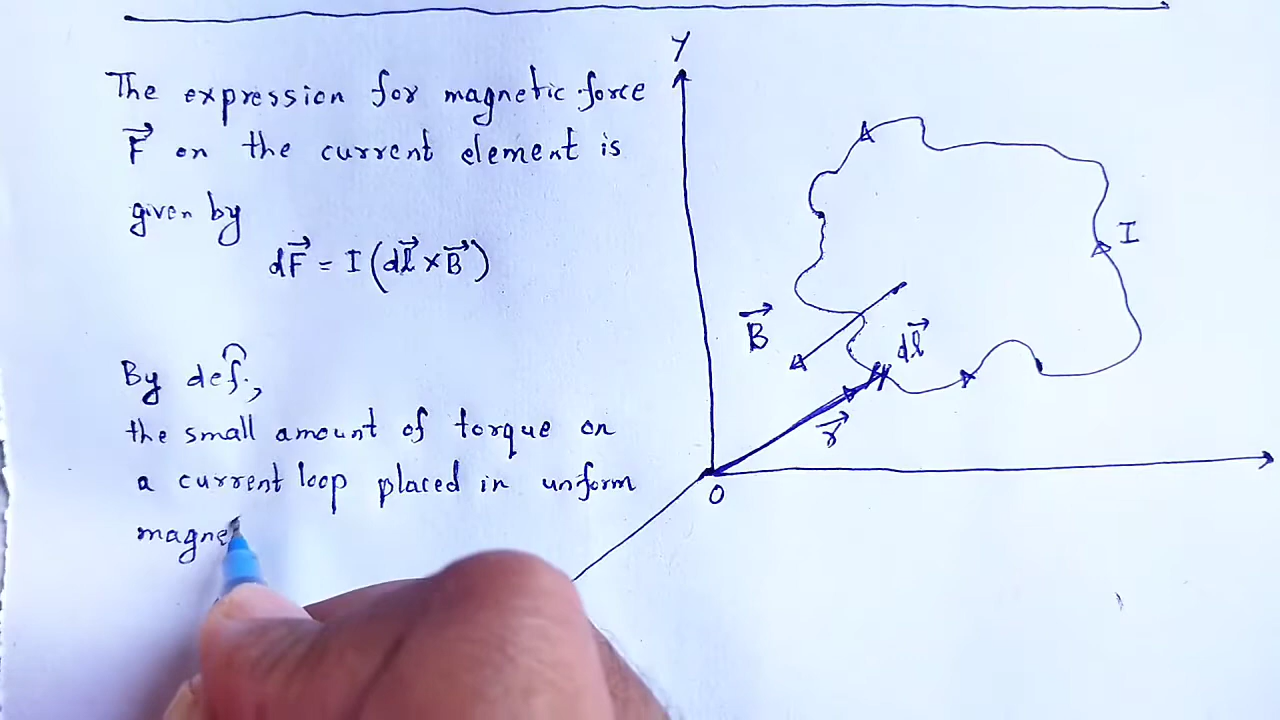 The expression for magnetic force
F⃗ on the current element is
given by
dF⃗ = I (dl⃗ × B⃗)
By def.,
the small amount of torque on
a current loop placed in unform
magne
Y
I
B⃗
dl⃗
r⃗
O